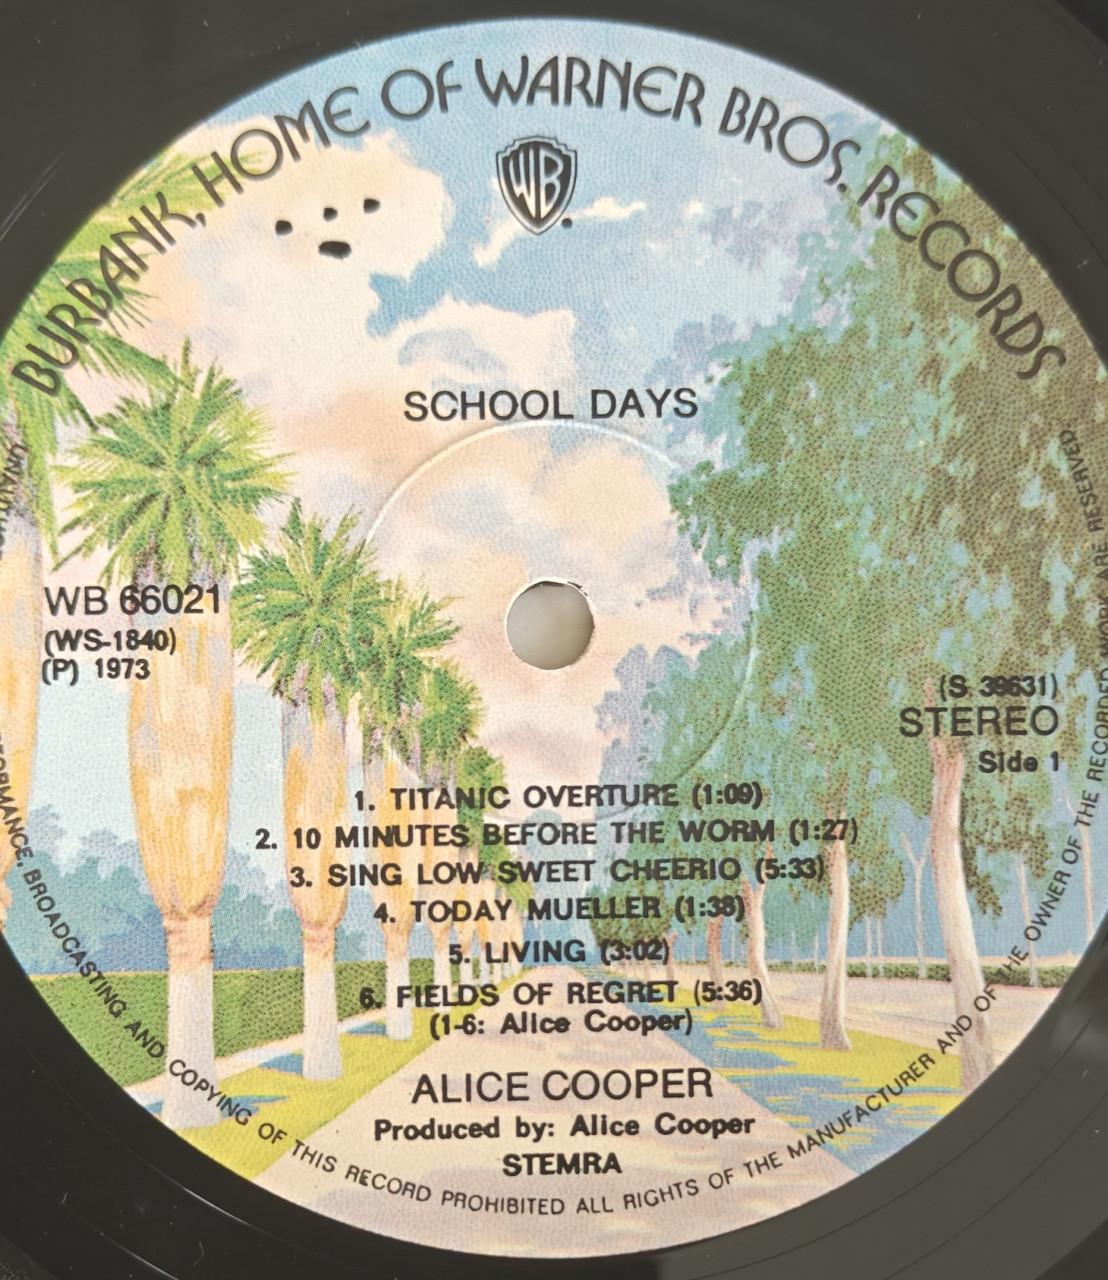 BURBANK, HOME OF WARNER BROS. RECORDS
WB
SCHOOL DAYS
WB 66021
(WS-1840)
(P) 1973
(S 39631)
STEREO
Side 1
1. TITANIC OVERTURE (1:09)
2. 10 MINUTES BEFORE THE WORM (1:27)
3. SING LOW SWEET CHEERIO (5:33)
4. TODAY MUELLER (1:38)
5. LIVING (3:02)
6. FIELDS OF REGRET (5:36)
(1-6: Alice Cooper)
ALICE COOPER
Produced by: Alice Cooper
STEMRA
BROADCASTING AND COPYING OF THIS RECORD PROHIBITED ALL RIGHTS OF THE MANUFACTURER AND OF THE OWNER OF THE RECORDED WORK ARE RESERVED